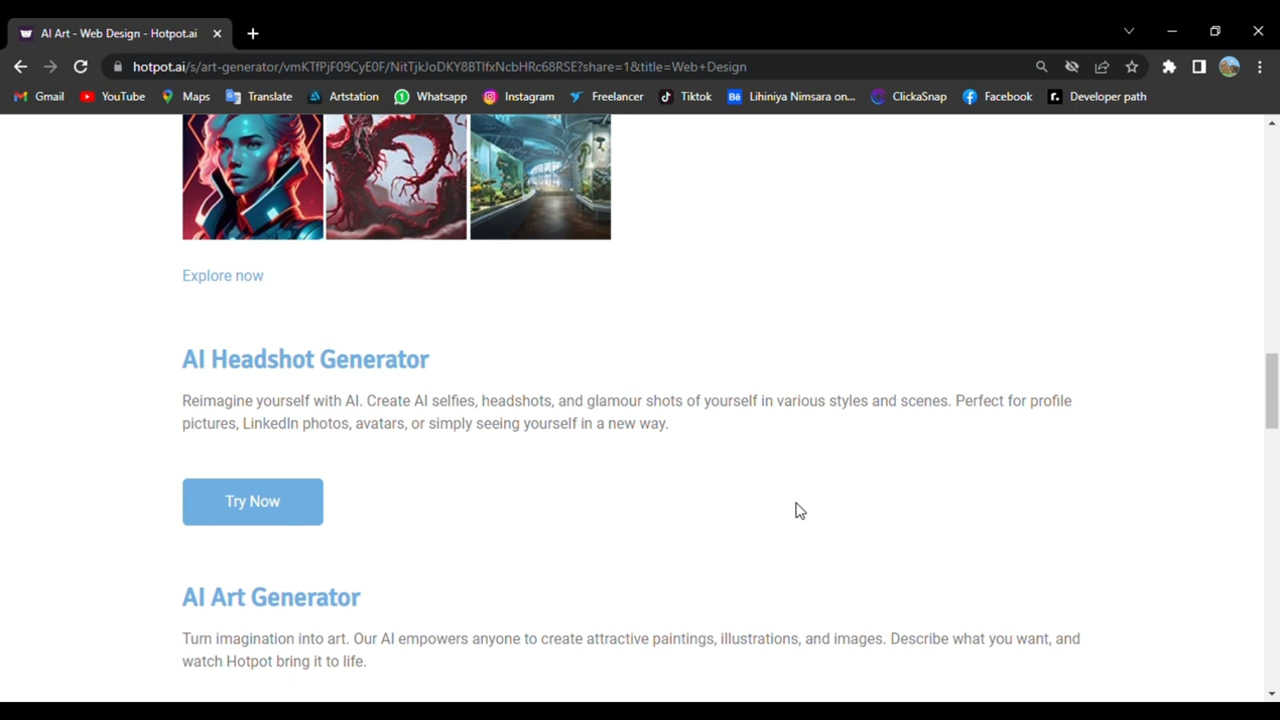 AI Art - Web Design - Hotpot.ai
hotpot.ai/s/art-generator/vmKTfPjF09CyE0F/NitTjkJoDKY8BTlfxNcbHRc68RSE?share=1&title=Web+Design
Gmail YouTube Maps Translate Artstation Whatsapp Instagram Freelancer Tiktok Lihiniya Nimsara on... ClickaSnap Facebook Developer path
Explore now
AI Headshot Generator
Reimagine yourself with AI. Create AI selfies, headshots, and glamour shots of yourself in various styles and scenes. Perfect for profile
pictures, LinkedIn photos, avatars, or simply seeing yourself in a new way.
Try Now
AI Art Generator
Turn imagination into art. Our AI empowers anyone to create attractive paintings, illustrations, and images. Describe what you want, and
watch Hotpot bring it to life.